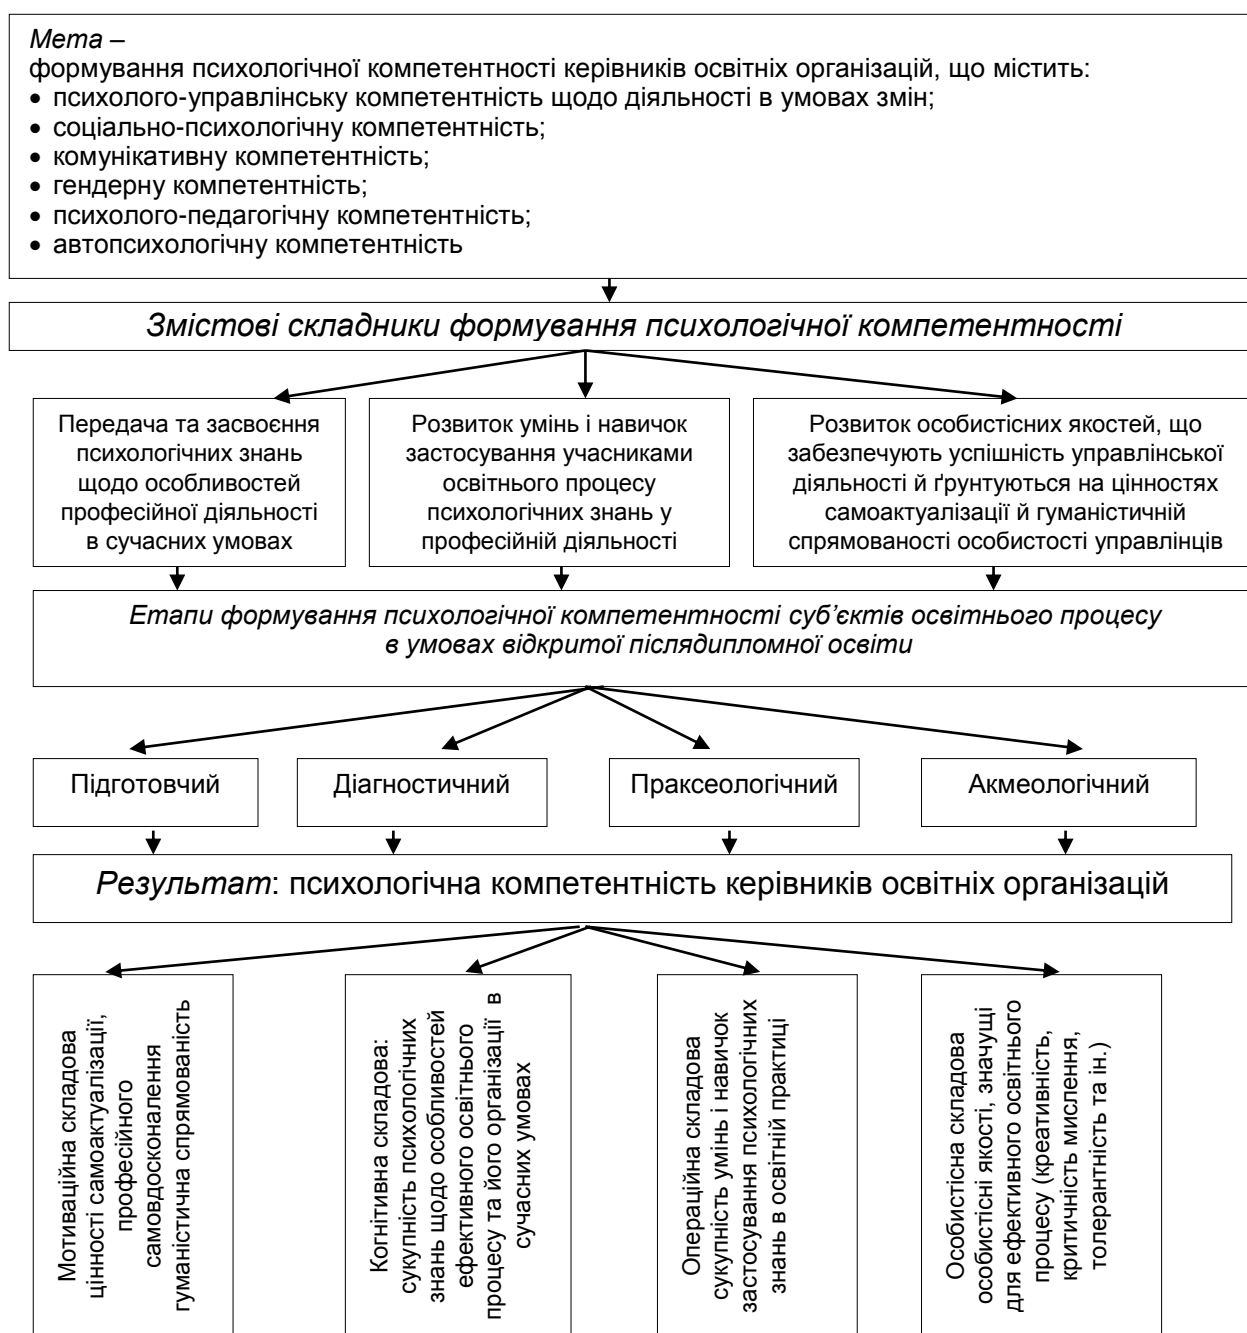 Мета –
формування психологічної компетентності керівників освітніх організацій, що містить:
• психолого-управлінську компетентність щодо діяльності в умовах змін;
• соціально-психологічну компетентність;
• комунікативну компетентність;
• гендерну компетентність;
• психолого-педагогічну компетентність;
• автопсихологічну компетентність
Змістові складники формування психологічної компетентності
Передача та засвоєння
психологічних знань
щодо особливостей
професійної діяльності
в сучасних умовах
Розвиток умінь і навичок
застосування учасниками
освітнього процесу
психологічних знань у
професійній діяльності
Розвиток особистісних якостей, що
забезпечують успішність управлінської
діяльності й ґрунтуються на цінностях
самоактуалізації й гуманістичній
спрямованості особистості управлінців
Етапи формування психологічної компетентності суб’єктів освітнього процесу
в умовах відкритої післядипломної освіти
Підготовчий
Діагностичний
Праксеологічний
Акмеологічний
Результат: психологічна компетентність керівників освітніх організацій
Мотиваційна складова
цінності самоактуалізації,
професійного
самовдосконалення
гуманістична спрямованість
Когнітивна складова:
сукупність психологічних
знань щодо особливостей
ефективного освітнього
процесу та його організації в
сучасних умовах
Операційна складова
сукупність умінь і навичок
застосування психологічних
знань в освітній практиці
Особистісна складова
особистісні якості, значущі
для ефективного освітнього
процесу (креативність,
критичність мислення,
толерантність та ін.)